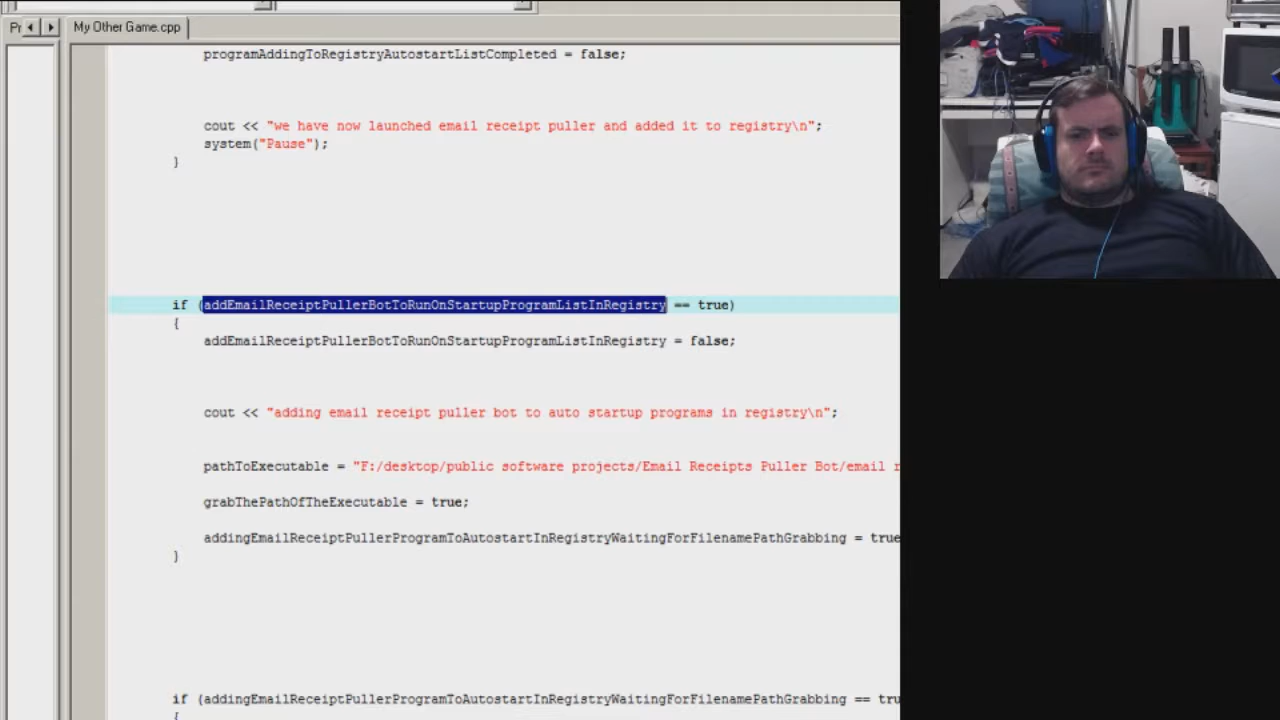 Pr
My Other Game.cpp
programAddingToRegistryAutostartListCompleted = false;
cout << "we have now launched email receipt puller and added it to registry\n";
system("Pause");
}
if (addEmailReceiptPullerBotToRunOnStartupProgramListInRegistry == true)
{
addEmailReceiptPullerBotToRunOnStartupProgramListInRegistry = false;
cout << "adding email receipt puller bot to auto startup programs in registry\n";
pathToExecutable = "F:/desktop/public software projects/Email Receipts Puller Bot/email r
grabThePathOfTheExecutable = true;
addingEmailReceiptPullerProgramToAutostartInRegistryWaitingForFilenamePathGrabbing = true
}
if (addingEmailReceiptPullerProgramToAutostartInRegistryWaitingForFilenamePathGrabbing == tru
{